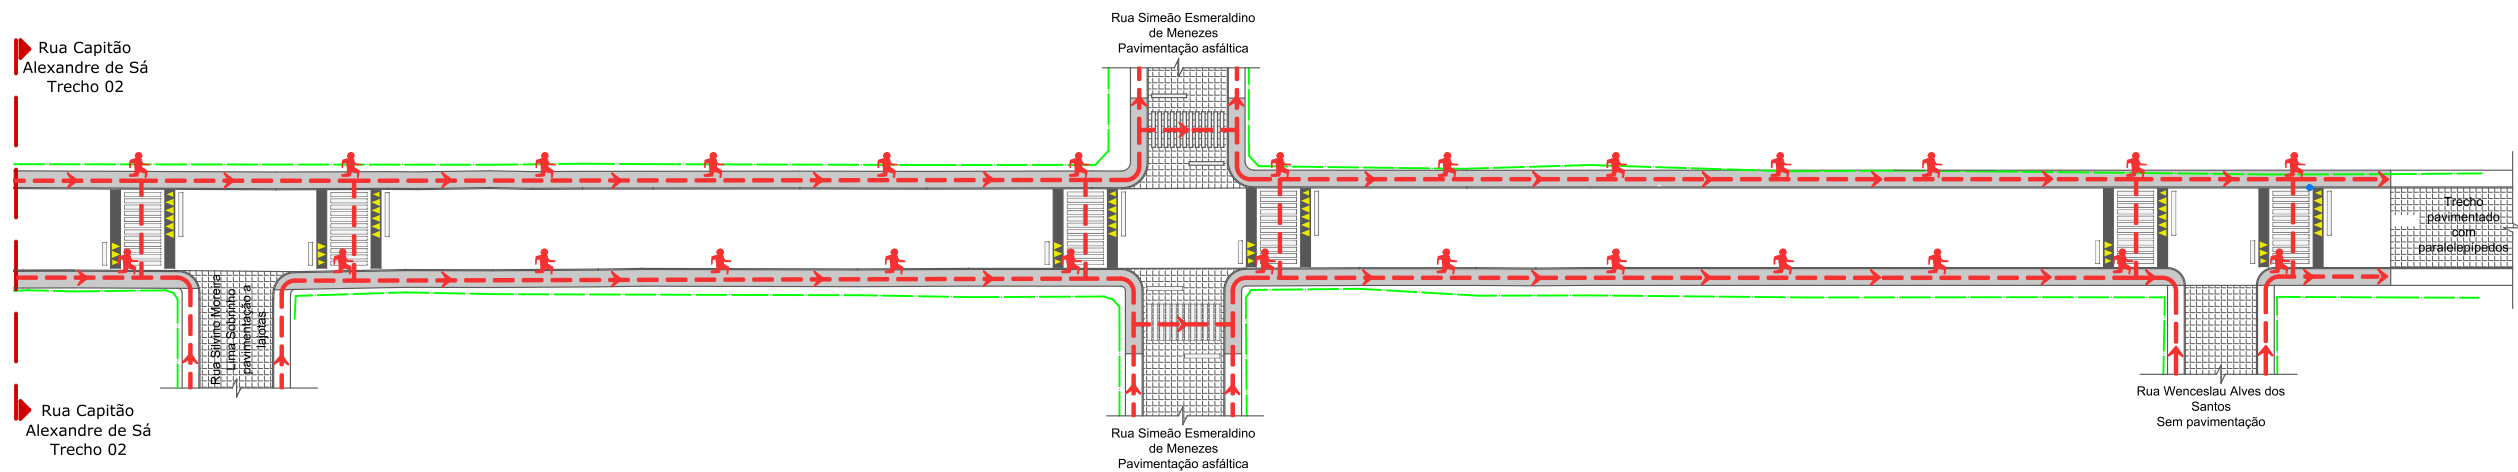 Rua Capitão
Alexandre de Sá
Trecho 02
Rua Simeão Esmeraldino
de Menezes
Pavimentação asfáltica
Trecho
pavimentado
com
paralelepípedos
Rua Silvino Moreira
Lima Sobrinho
pavimentação a
lajotas
Rua Capitão
Alexandre de Sá
Trecho 02
Rua Simeão Esmeraldino
de Menezes
Pavimentação asfáltica
Rua Wenceslau Alves dos
Santos
Sem pavimentação